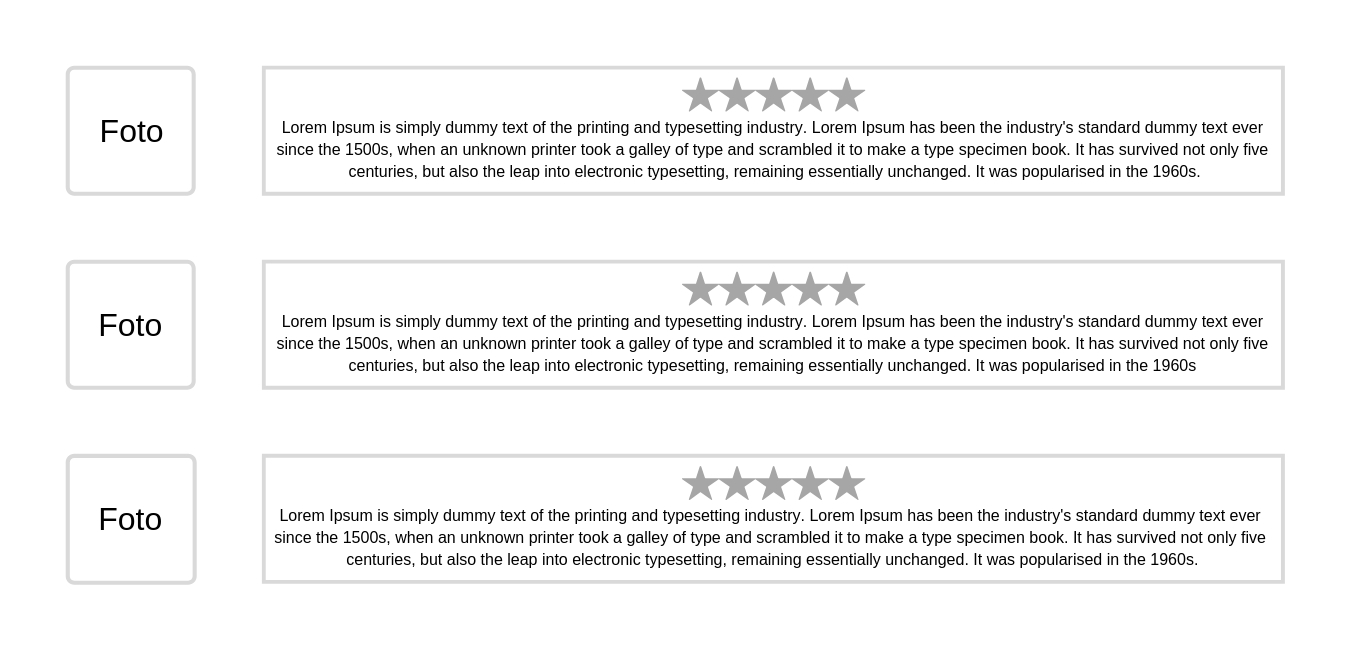 Foto
Lorem Ipsum is simply dummy text of the printing and typesetting industry. Lorem Ipsum has been the industry's standard dummy text ever
since the 1500s, when an unknown printer took a galley of type and scrambled it to make a type specimen book. It has survived not only five
centuries, but also the leap into electronic typesetting, remaining essentially unchanged. It was popularised in the 1960s.
Foto
Lorem Ipsum is simply dummy text of the printing and typesetting industry. Lorem Ipsum has been the industry's standard dummy text ever
since the 1500s, when an unknown printer took a galley of type and scrambled it to make a type specimen book. It has survived not only five
centuries, but also the leap into electronic typesetting, remaining essentially unchanged. It was popularised in the 1960s
Foto
Lorem Ipsum is simply dummy text of the printing and typesetting industry. Lorem Ipsum has been the industry's standard dummy text ever
since the 1500s, when an unknown printer took a galley of type and scrambled it to make a type specimen book. It has survived not only five
centuries, but also the leap into electronic typesetting, remaining essentially unchanged. It was popularised in the 1960s.